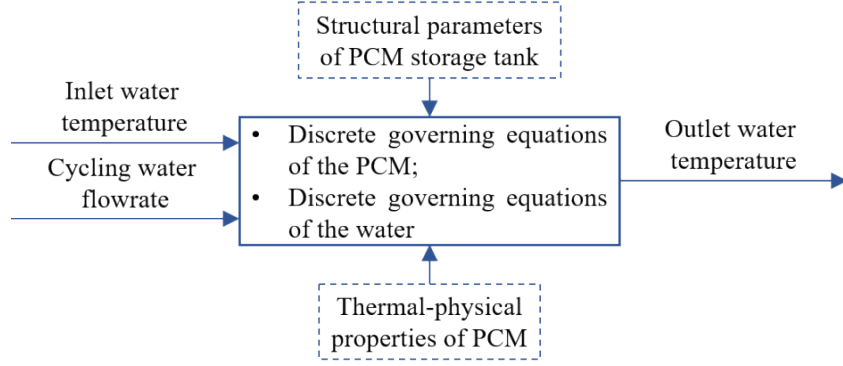 Structural parameters
of PCM storage tank
Inlet water
temperature
Cycling water
flowrate
• Discrete governing equations
of the PCM;
• Discrete governing equations
of the water
Outlet water
temperature
Thermal-physical
properties of PCM